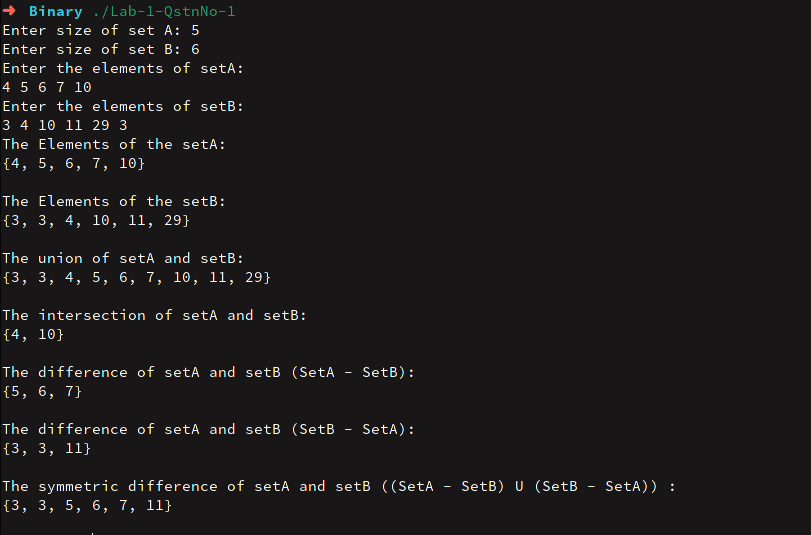 ➜ Binary ./Lab-1-QstnNo-1
Enter size of set A: 5
Enter size of set B: 6
Enter the elements of setA:
4 5 6 7 10
Enter the elements of setB:
3 4 10 11 29 3
The Elements of the setA:
{4, 5, 6, 7, 10}
The Elements of the setB:
{3, 3, 4, 10, 11, 29}
The union of setA and setB:
{3, 3, 4, 5, 6, 7, 10, 11, 29}
The intersection of setA and setB:
{4, 10}
The difference of setA and setB (SetA - SetB):
{5, 6, 7}
The difference of setA and setB (SetB - SetA):
{3, 3, 11}
The symmetric difference of setA and setB ((SetA - SetB) U (SetB - SetA)) :
{3, 3, 5, 6, 7, 11}